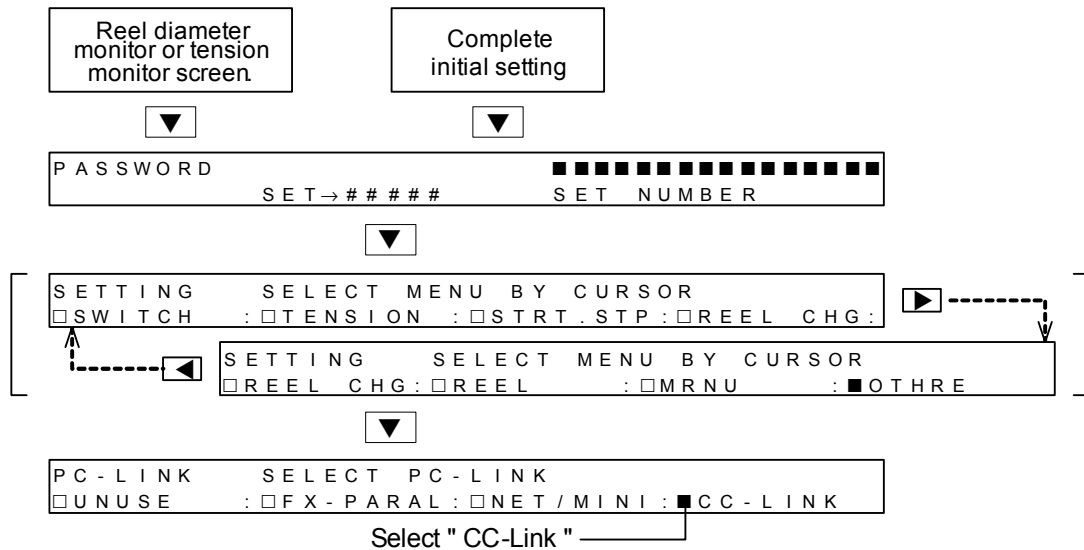 Reel diameter
monitor or tension
monitor screen.
Complete
initial setting
▼ ▼
PASSWORD ■■■■■■■■■■■■■■■
SET→##### SET NUMBER
▼
SETTING SELECT MENU BY CURSOR
□SWITCH :□TENSION :□STRT.STP:□REEL CHG:
▶
SETTING SELECT MENU BY CURSOR
◀
□REEL CHG:□REEL :□MRNU :■OTHRE
▼
PC-LINK SELECT PC-LINK
□UNUSE :□FX-PARAL:□NET/MINI:■CC-LINK
Select " CC-Link "